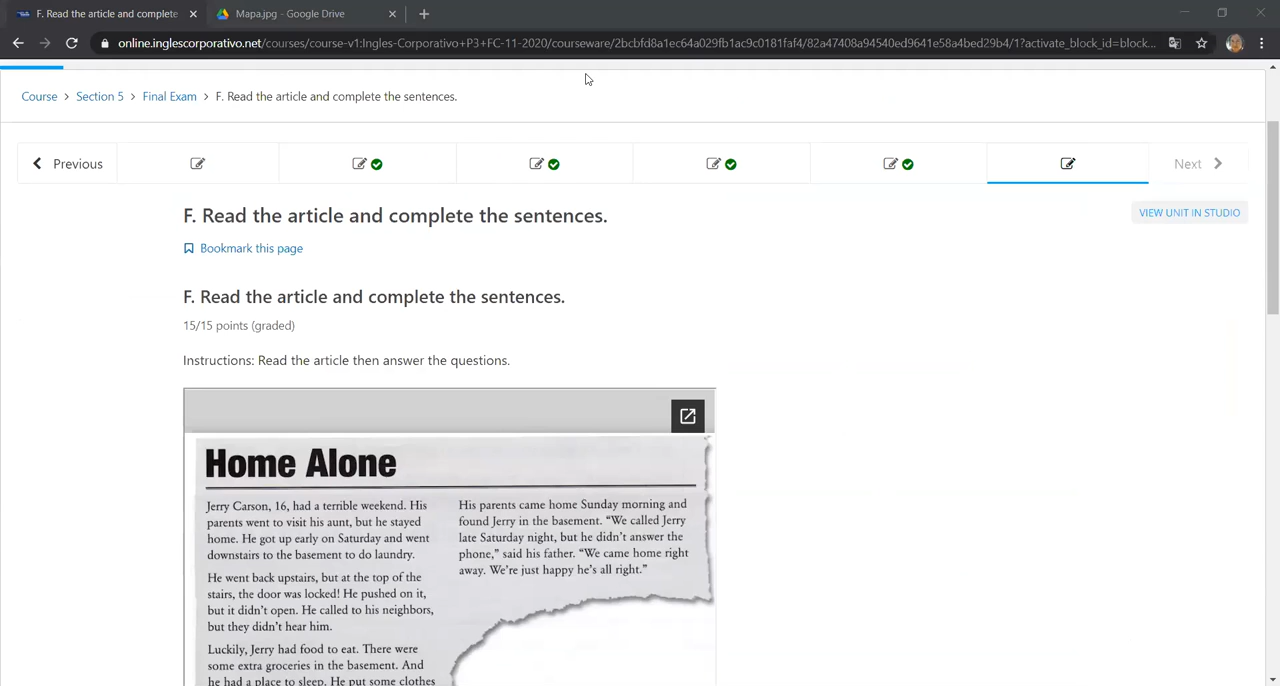 F. Read the article and complete
Mapa.jpg - Google Drive
online.inglescorporativo.net/courses/course-v1:Ingles-Corporativo+P3+FC-11-2020/courseware/2bcbfd8a1ec64a029fb1ac9c0181faf4/82a47408a94540ed9641e58a4bed29b4/1?activate_block_id=block...
Course > Section 5 > Final Exam > F. Read the article and complete the sentences.
Previous
Next
F. Read the article and complete the sentences.
VIEW UNIT IN STUDIO
Bookmark this page
F. Read the article and complete the sentences.
15/15 points (graded)
Instructions: Read the article then answer the questions.
Home Alone
Jerry Carson, 16, had a terrible weekend. His
parents went to visit his aunt, but he stayed
home. He got up early on Saturday and went
downstairs to the basement to do laundry.
He went back upstairs, but at the top of the
stairs, the door was locked! He pushed on it,
but it didn't open. He called to his neighbors,
but they didn't hear him.
Luckily, Jerry had food to eat. There were
some extra groceries in the basement. And
he had a place to sleep. He put some clothes
His parents came home Sunday morning and
found Jerry in the basement. "We called Jerry
late Saturday night, but he didn't answer the
phone," said his father. "We came home right
away. We're just happy he's all right."